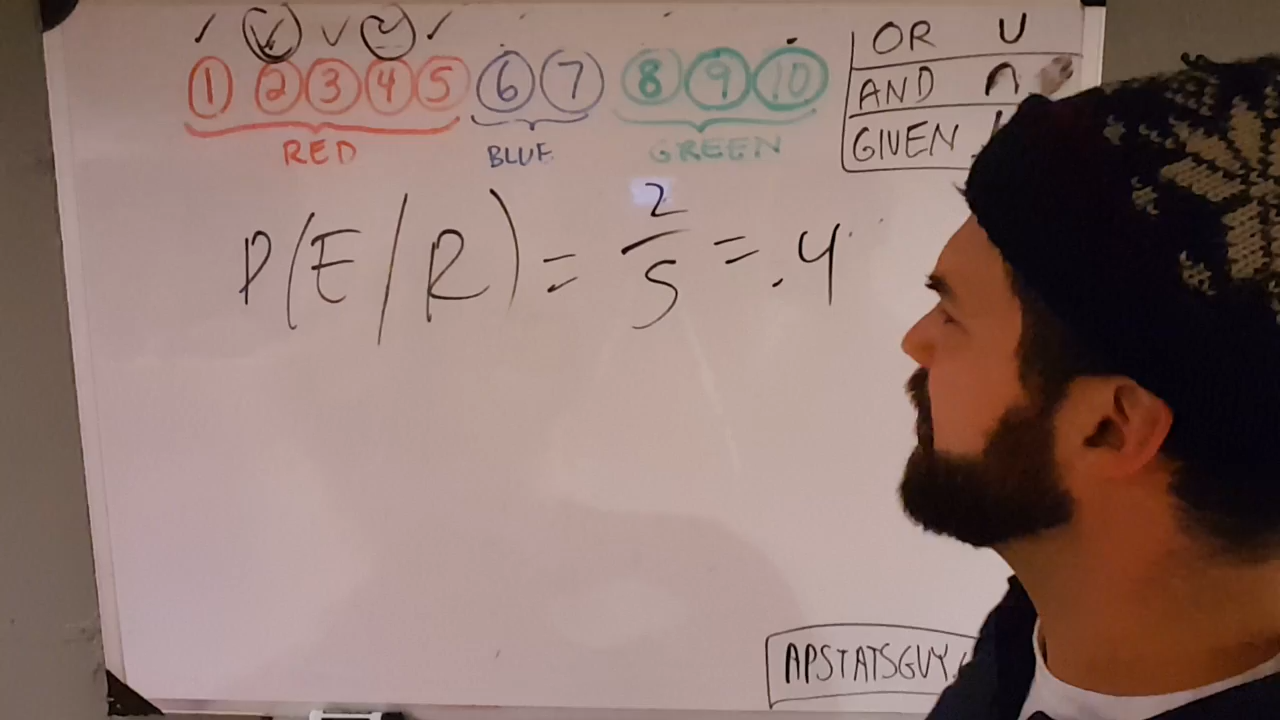 ✓ ✓ ✓ ✓ ✓
1 2 3 4 5 6 7 8 9 10
RED BLUE GREEN
OR ∪
AND ∩
GIVEN
P(E/R) = 2/5 = .4
APSTATSGUY.